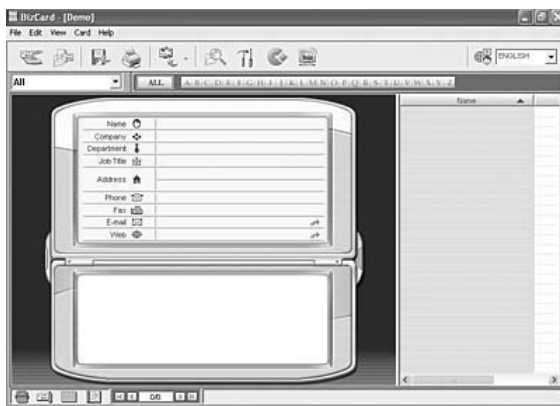 BizCard - [Demo]
File Edit View Card Help
ENGLISH
All
ALL A B C D E F G H I J K L M N O P Q R S T U V W X Y Z
Name
Name
Company
Department
Job Title
Address
Phone
Fax
E-mail
Web
0/0